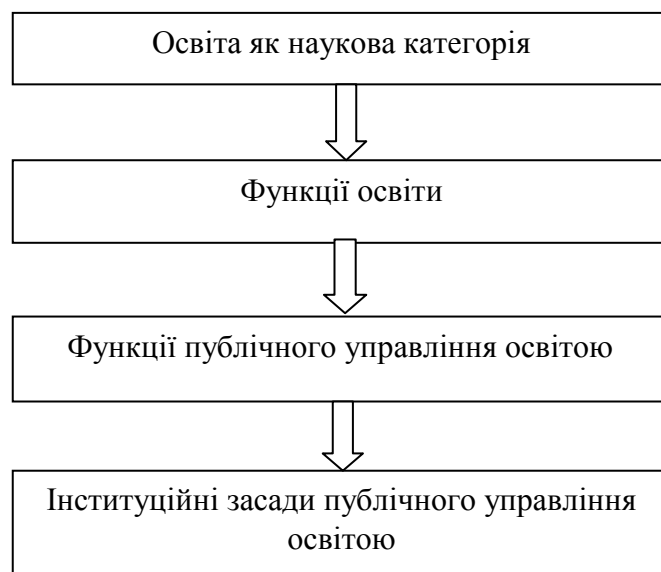 Освіта як наукова категорія
Функції освіти
Функції публічного управління освітою
Інституційні засади публічного управління
освітою